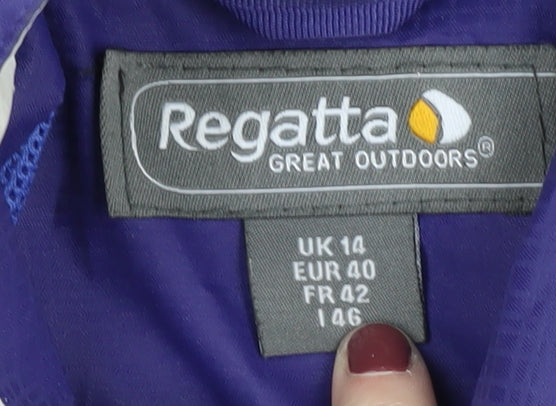 Regatta
GREAT OUTDOORS®
UK 14
EUR 40
FR 42
I 46